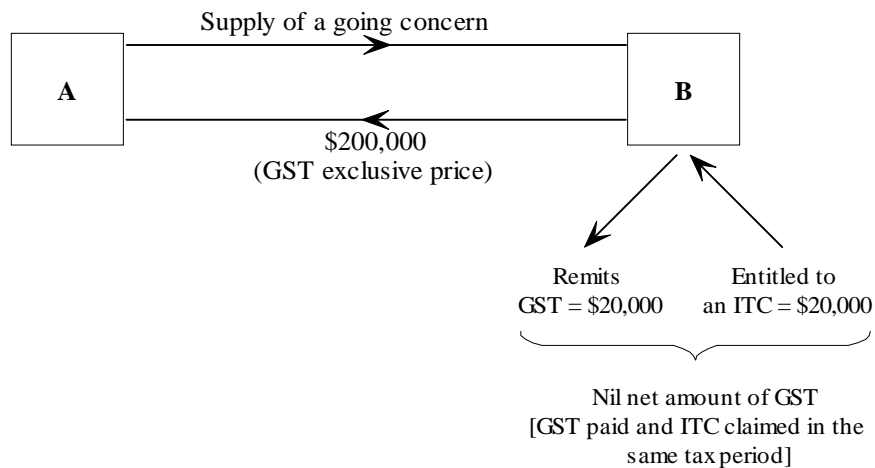 Supply of a going concern
A
B
$200,000
(GST exclusive price)
Remits
GST = $20,000
Entitled to
an ITC = $20,000
Nil net amount of GST
[GST paid and ITC claimed in the
same tax period]